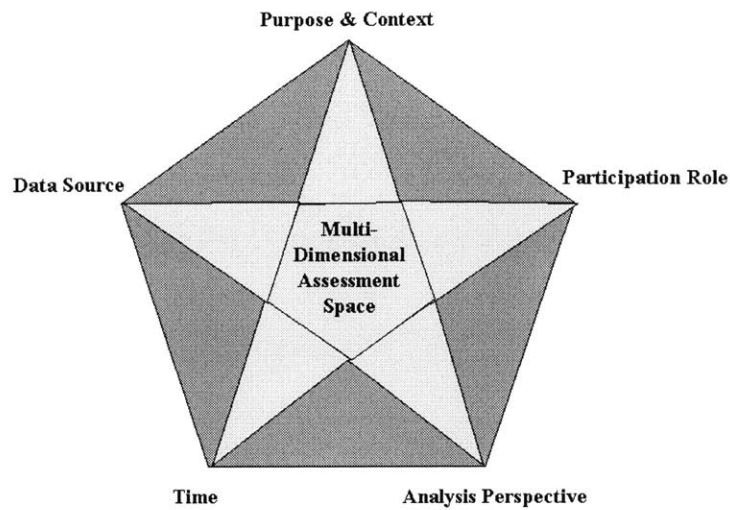 Purpose & Context
Data Source
Participation Role
Multi-
Dimensional
Assessment
Space
Time
Analysis Perspective